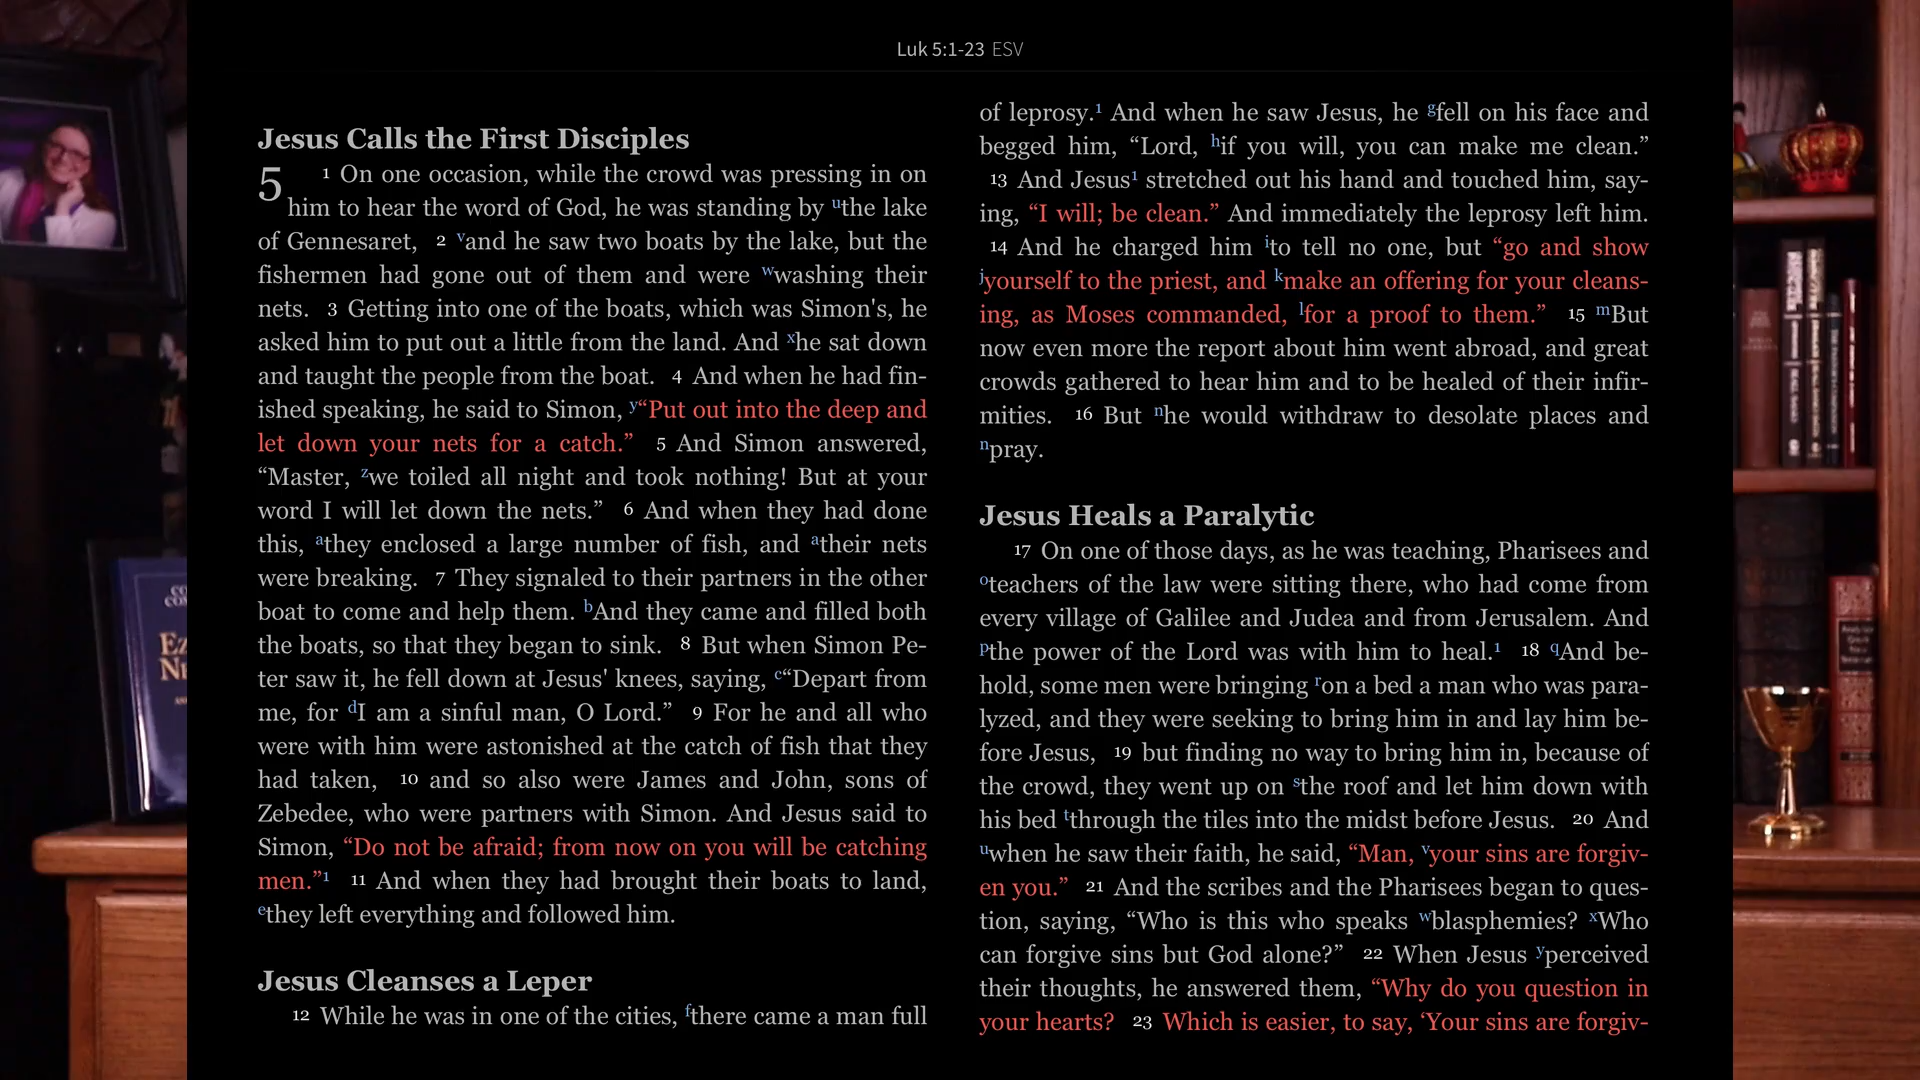 Luk 5:1-23 ESV
Jesus Calls the First Disciples
5 1 On one occasion, while the crowd was pressing in on
him to hear the word of God, he was standing by uthe lake
of Gennesaret, 2 vand he saw two boats by the lake, but the
fishermen had gone out of them and were wwashing their
nets. 3 Getting into one of the boats, which was Simon's, he
asked him to put out a little from the land. And xhe sat down
and taught the people from the boat. 4 And when he had fin-
ished speaking, he said to Simon, y“Put out into the deep and
let down your nets for a catch.” 5 And Simon answered,
“Master, zwe toiled all night and took nothing! But at your
word I will let down the nets.” 6 And when they had done
this, athey enclosed a large number of fish, and atheir nets
were breaking. 7 They signaled to their partners in the other
boat to come and help them. bAnd they came and filled both
the boats, so that they began to sink. 8 But when Simon Pe-
ter saw it, he fell down at Jesus' knees, saying, c“Depart from
me, for dI am a sinful man, O Lord.” 9 For he and all who
were with him were astonished at the catch of fish that they
had taken, 10 and so also were James and John, sons of
Zebedee, who were partners with Simon. And Jesus said to
Simon, “Do not be afraid; from now on you will be catching
men.”1 11 And when they had brought their boats to land,
ethey left everything and followed him.
Jesus Cleanses a Leper
12 While he was in one of the cities, fthere came a man full
of leprosy.1 And when he saw Jesus, he gfell on his face and
begged him, “Lord, hif you will, you can make me clean.”
13 And Jesus1 stretched out his hand and touched him, say-
ing, “I will; be clean.” And immediately the leprosy left him.
14 And he charged him ito tell no one, but “go and show
jyourself to the priest, and kmake an offering for your cleans-
ing, as Moses commanded, lfor a proof to them.” 15 mBut
now even more the report about him went abroad, and great
crowds gathered to hear him and to be healed of their infir-
mities. 16 But nhe would withdraw to desolate places and
npray.
Jesus Heals a Paralytic
17 On one of those days, as he was teaching, Pharisees and
oteachers of the law were sitting there, who had come from
every village of Galilee and Judea and from Jerusalem. And
pthe power of the Lord was with him to heal.1 18 qAnd be-
hold, some men were bringing ron a bed a man who was para-
lyzed, and they were seeking to bring him in and lay him be-
fore Jesus, 19 but finding no way to bring him in, because of
the crowd, they went up on sthe roof and let him down with
his bed tthrough the tiles into the midst before Jesus. 20 And
uwhen he saw their faith, he said, “Man, vyour sins are forgiv-
en you.” 21 And the scribes and the Pharisees began to ques-
tion, saying, “Who is this who speaks wblasphemies? xWho
can forgive sins but God alone?” 22 When Jesus yperceived
their thoughts, he answered them, “Why do you question in
your hearts? 23 Which is easier, to say, ‘Your sins are forgiv-